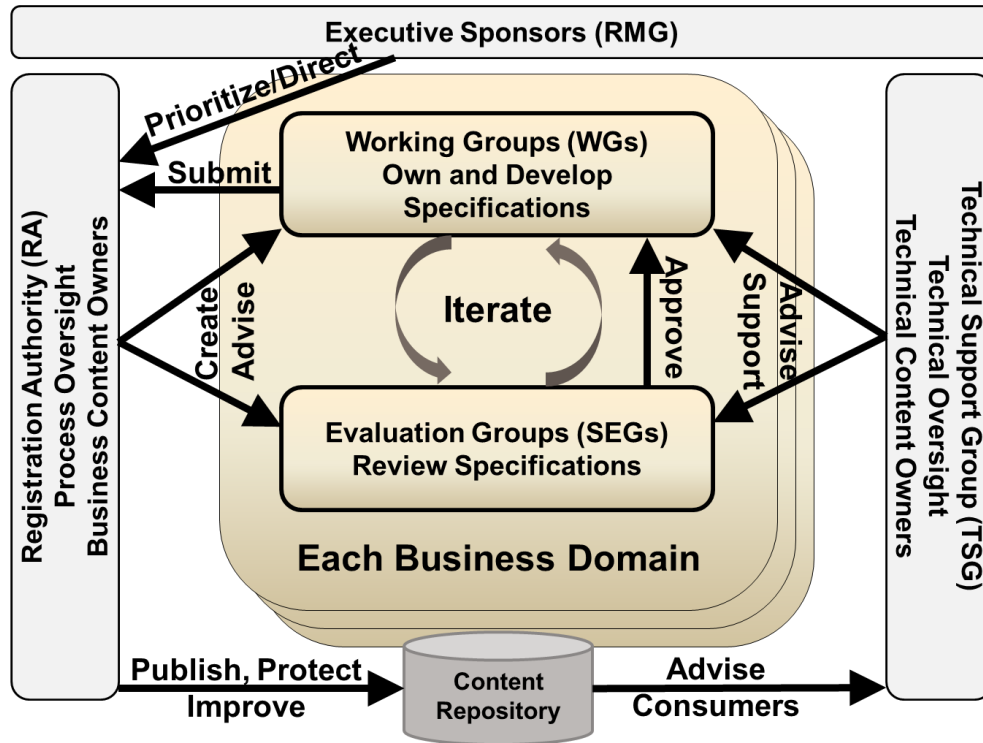 Executive Sponsors (RMG)
Prioritize/Direct
Submit
Working Groups (WGs)
Own and Develop
Specifications
Registration Authority (RA)
Process Oversight
Business Content Owners
Create
Advise
Iterate
Approve
Support
Advise
Technical Support Group (TSG)
Technical Oversight
Technical Content Owners
Evaluation Groups (SEGs)
Review Specifications
Each Business Domain
Publish, Protect
Improve
Content
Repository
Advise
Consumers